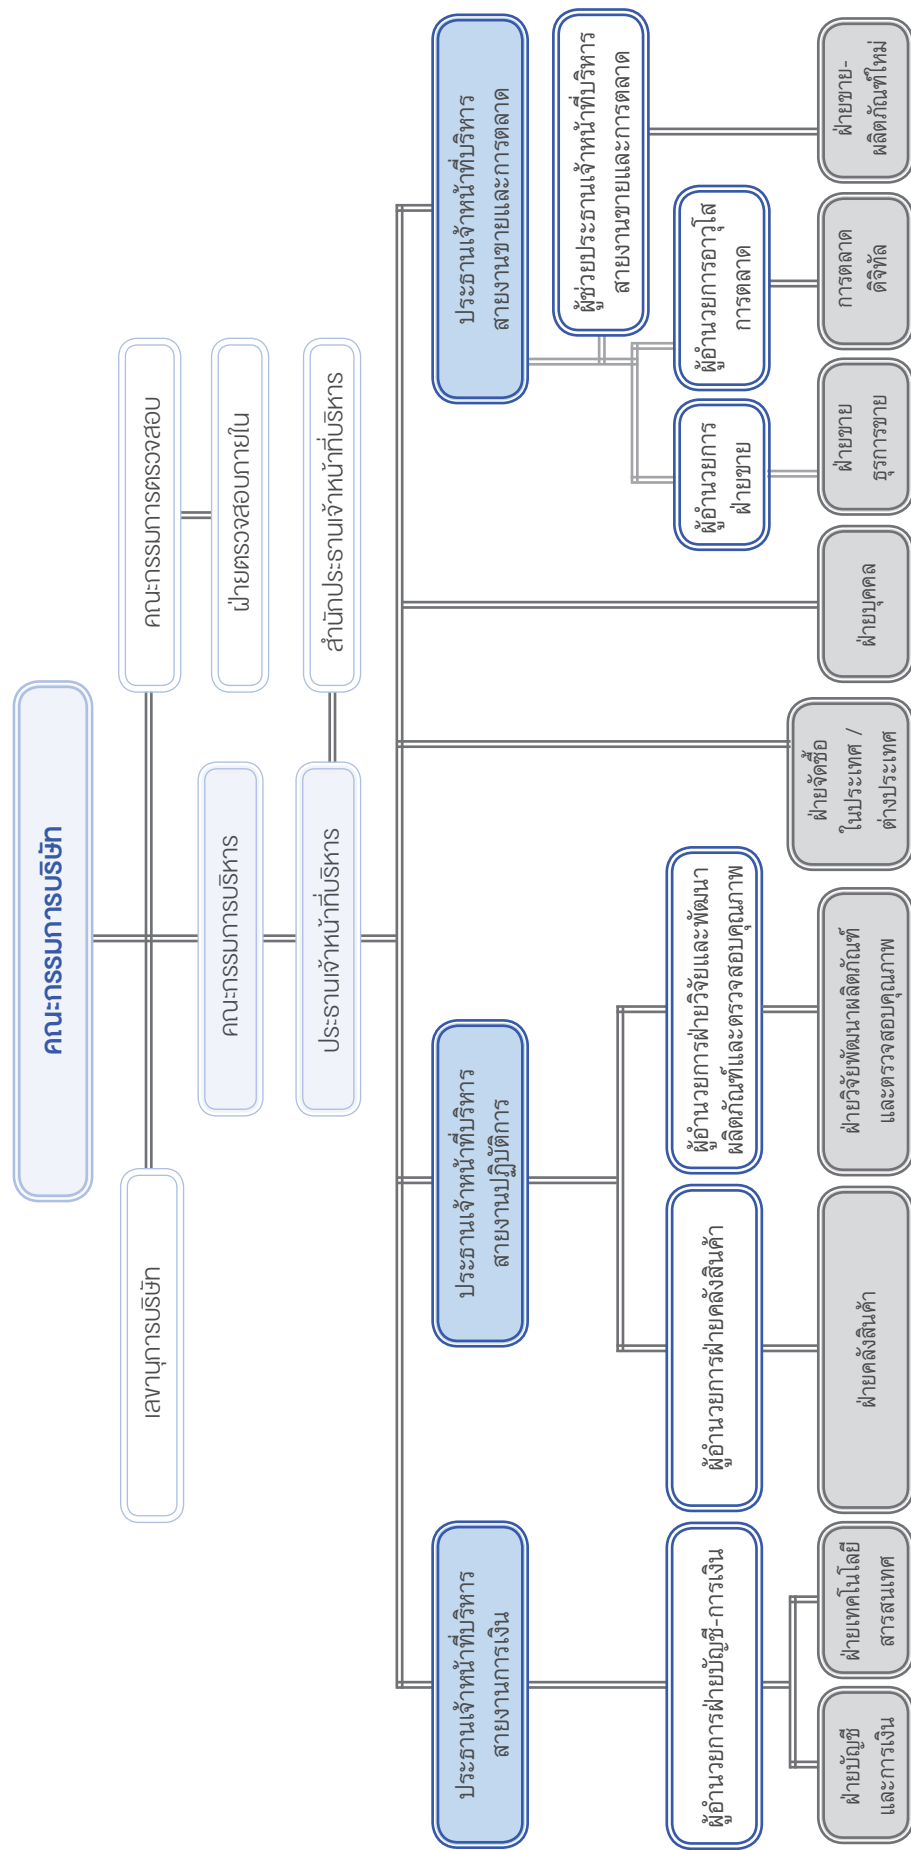 คณะกรรมการบริษัท
เลขานุการบริษัท
คณะกรรมการตรวจสอบ
คณะกรรมการบริหาร
ฝ่ายตรวจสอบภายใน
ประธานเจ้าหน้าที่บริหาร
สำนักประธานเจ้าหน้าที่บริหาร
ประธานเจ้าหน้าที่บริหาร
สายงานการเงิน
ประธานเจ้าหน้าที่บริหาร
สายงานปฏิบัติการ
ประธานเจ้าหน้าที่บริหาร
สายงานขายและการตลาด
ผู้ช่วยประธานเจ้าหน้าที่บริหาร
สายงานขายและการตลาด
ผู้อำนวยการฝ่ายบัญชี-การเงิน
ผู้อำนวยการฝ่ายคลังสินค้า
ผู้อำนวยการฝ่ายวิจัยและพัฒนา
ผลิตภัณฑ์และตรวจสอบคุณภาพ
ผู้อำนวยการ
ฝ่ายขาย
ผู้อำนวยการอาวุโส
การตลาด
ฝ่ายบัญชี
และการเงิน
ฝ่ายเทคโนโลยี
สารสนเทศ
ฝ่ายคลังสินค้า
ฝ่ายวิจัยพัฒนาผลิตภัณฑ์
และตรวจสอบคุณภาพ
ฝ่ายจัดซื้อ
ในประเทศ /
ต่างประเทศ
ฝ่ายบุคคล
ฝ่ายขาย
ธุรการขาย
การตลาด
ดิจิทัล
ฝ่ายขาย-
ผลิตภัณฑ์ใหม่